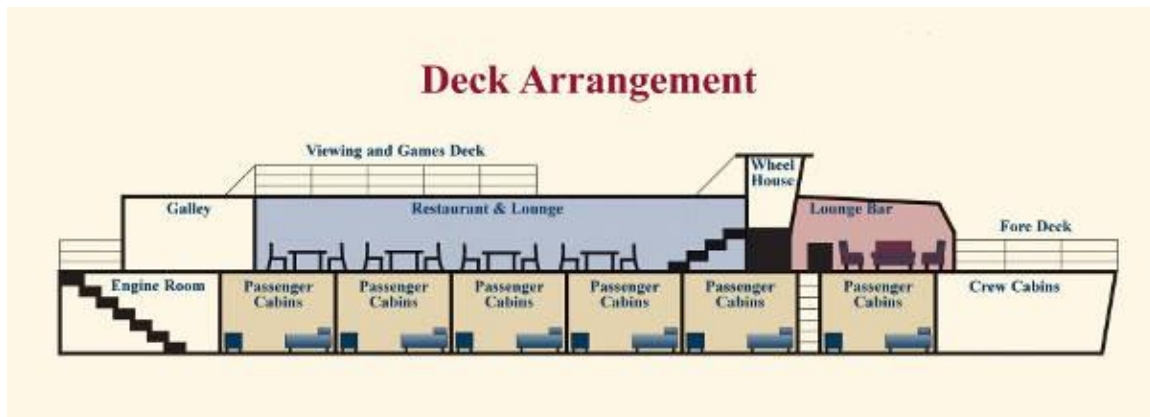 Deck Arrangement
Viewing and Games Deck
Wheel
House
Galley
Restaurant & Lounge
Lounge Bar
Fore Deck
Engine Room
Passenger
Cabins
Passenger
Cabins
Passenger
Cabins
Passenger
Cabins
Passenger
Cabins
Passenger
Cabins
Crew Cabins